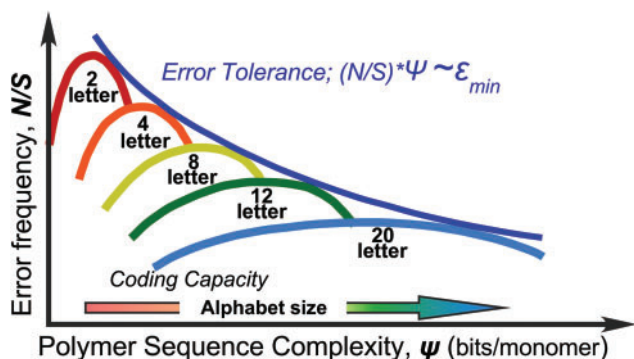 Error frequency, N/S
Error Tolerance; (N/S)*Ψ~ε_min
2
letter
4
letter
8
letter
12
letter
20
letter
Coding Capacity
Alphabet size
Polymer Sequence Complexity, ψ (bits/monomer)